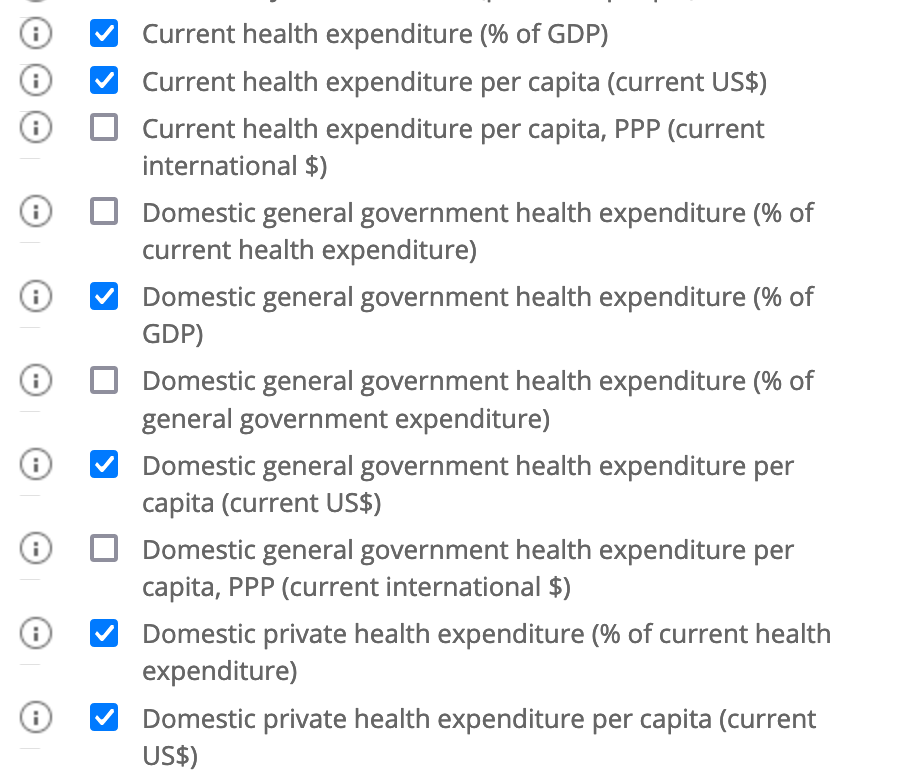 Current health expenditure (% of GDP)
Current health expenditure per capita (current US$)
Current health expenditure per capita, PPP (current
international $)
Domestic general government health expenditure (% of
current health expenditure)
Domestic general government health expenditure (% of
GDP)
Domestic general government health expenditure (% of
general government expenditure)
Domestic general government health expenditure per
capita (current US$)
Domestic general government health expenditure per
capita, PPP (current international $)
Domestic private health expenditure (% of current health
expenditure)
Domestic private health expenditure per capita (current
US$)